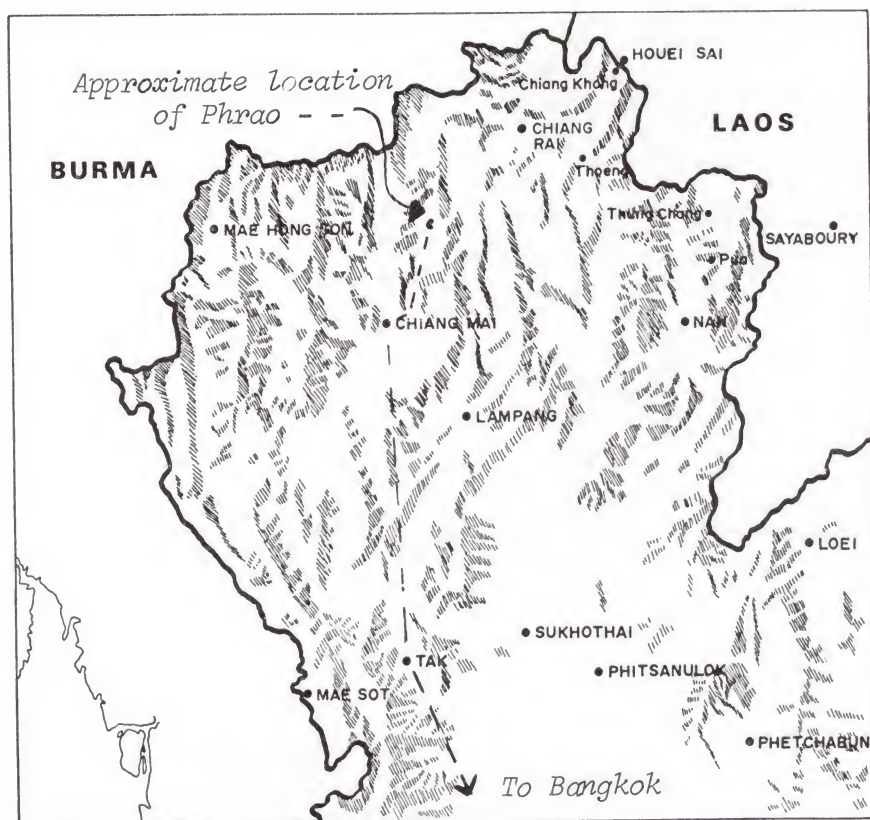 HOUEI SAI
Approximate location
of Phrao - -
Chiang Khong
CHIANG
RAI
LAOS
BURMA
Thoeng
Thung Chang
MAE HONG SON
SAYABOURY
Pua
CHIANG MAI
NAN
LAMPANG
LOEI
SUKHOTHAI
TAK
PHITSANULOK
MAE SOT
PHETCHABUN
To Bangkok